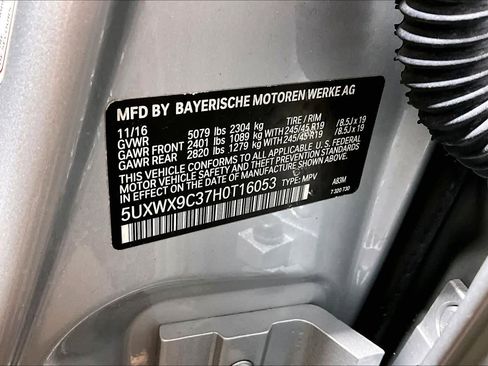 MFD BY BAYERISCHE MOTOREN WERKE AG
11/16 5079 lbs 2304 kg TIRE / RIM
GVWR
GAWR FRONT 2401 lbs 1089 kg WITH: 245/45 R19 / 8.5J x 19
GAWR REAR 2820 lbs 1279 kg WITH: 245/45 R19 / 8.5J x 19
THIS VEHICLE CONFORMS TO ALL APPLICABLE U.S. FEDERAL
MOTOR VEHICLE SAFETY STANDARDS IN EFFECT ON THE DATE
OF MANUFACTURE SHOWN ABOVE.
5UXWX9C37H0T16053 TYPE: MPV A83M
7 320 730